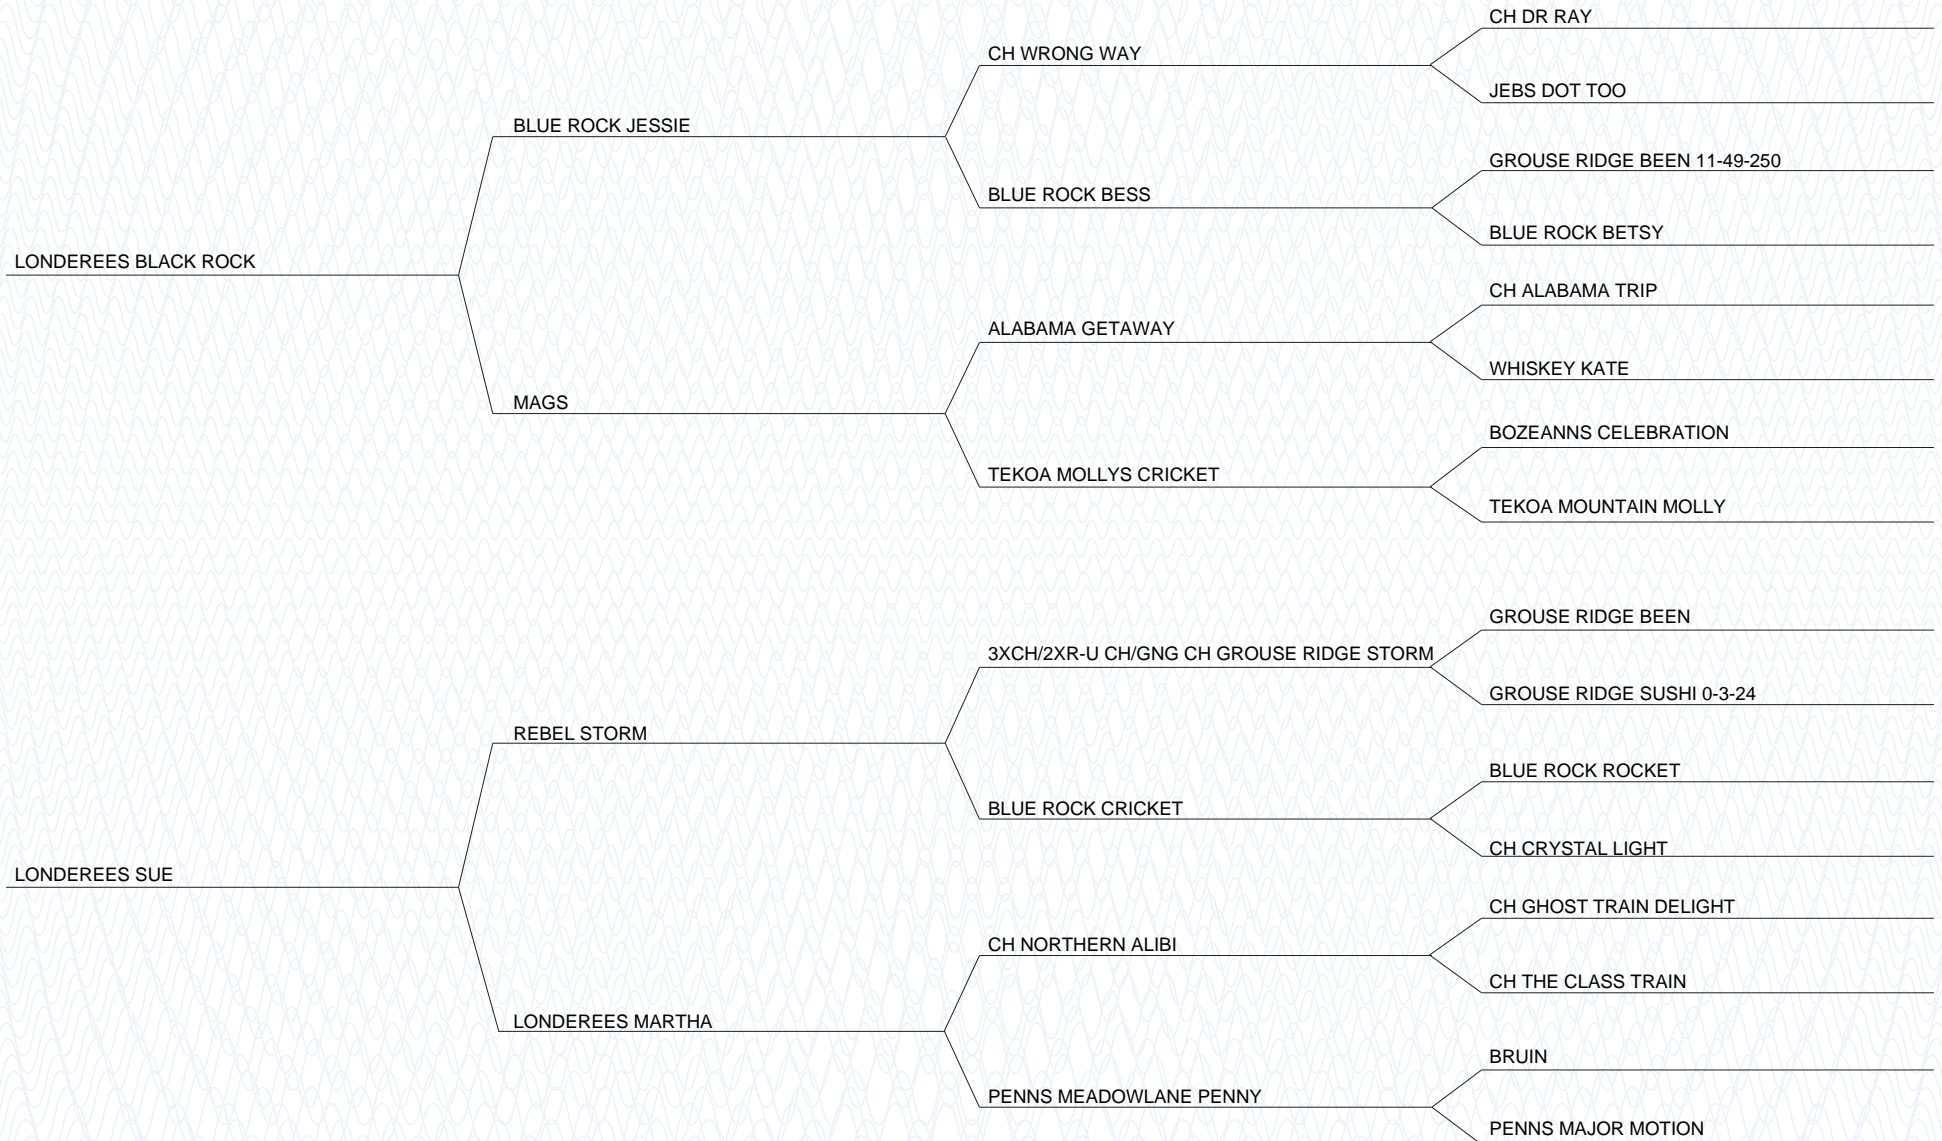 CH DR RAY
CH WRONG WAY
JEBS DOT TOO
BLUE ROCK JESSIE
GROUSE RIDGE BEEN 11-49-250
BLUE ROCK BESS
BLUE ROCK BETSY
LONDEREES BLACK ROCK
CH ALABAMA TRIP
ALABAMA GETAWAY
WHISKEY KATE
MAGS
BOZEANNS CELEBRATION
TEKOA MOLLYS CRICKET
TEKOA MOUNTAIN MOLLY
GROUSE RIDGE BEEN
3XCH/2XR-U CH/GNG CH GROUSE RIDGE STORM
GROUSE RIDGE SUSHI 0-3-24
REBEL STORM
BLUE ROCK ROCKET
BLUE ROCK CRICKET
CH CRYSTAL LIGHT
LONDEREES SUE
CH GHOST TRAIN DELIGHT
CH NORTHERN ALIBI
CH THE CLASS TRAIN
LONDEREES MARTHA
BRUIN
PENNS MEADOWLANE PENNY
PENNS MAJOR MOTION